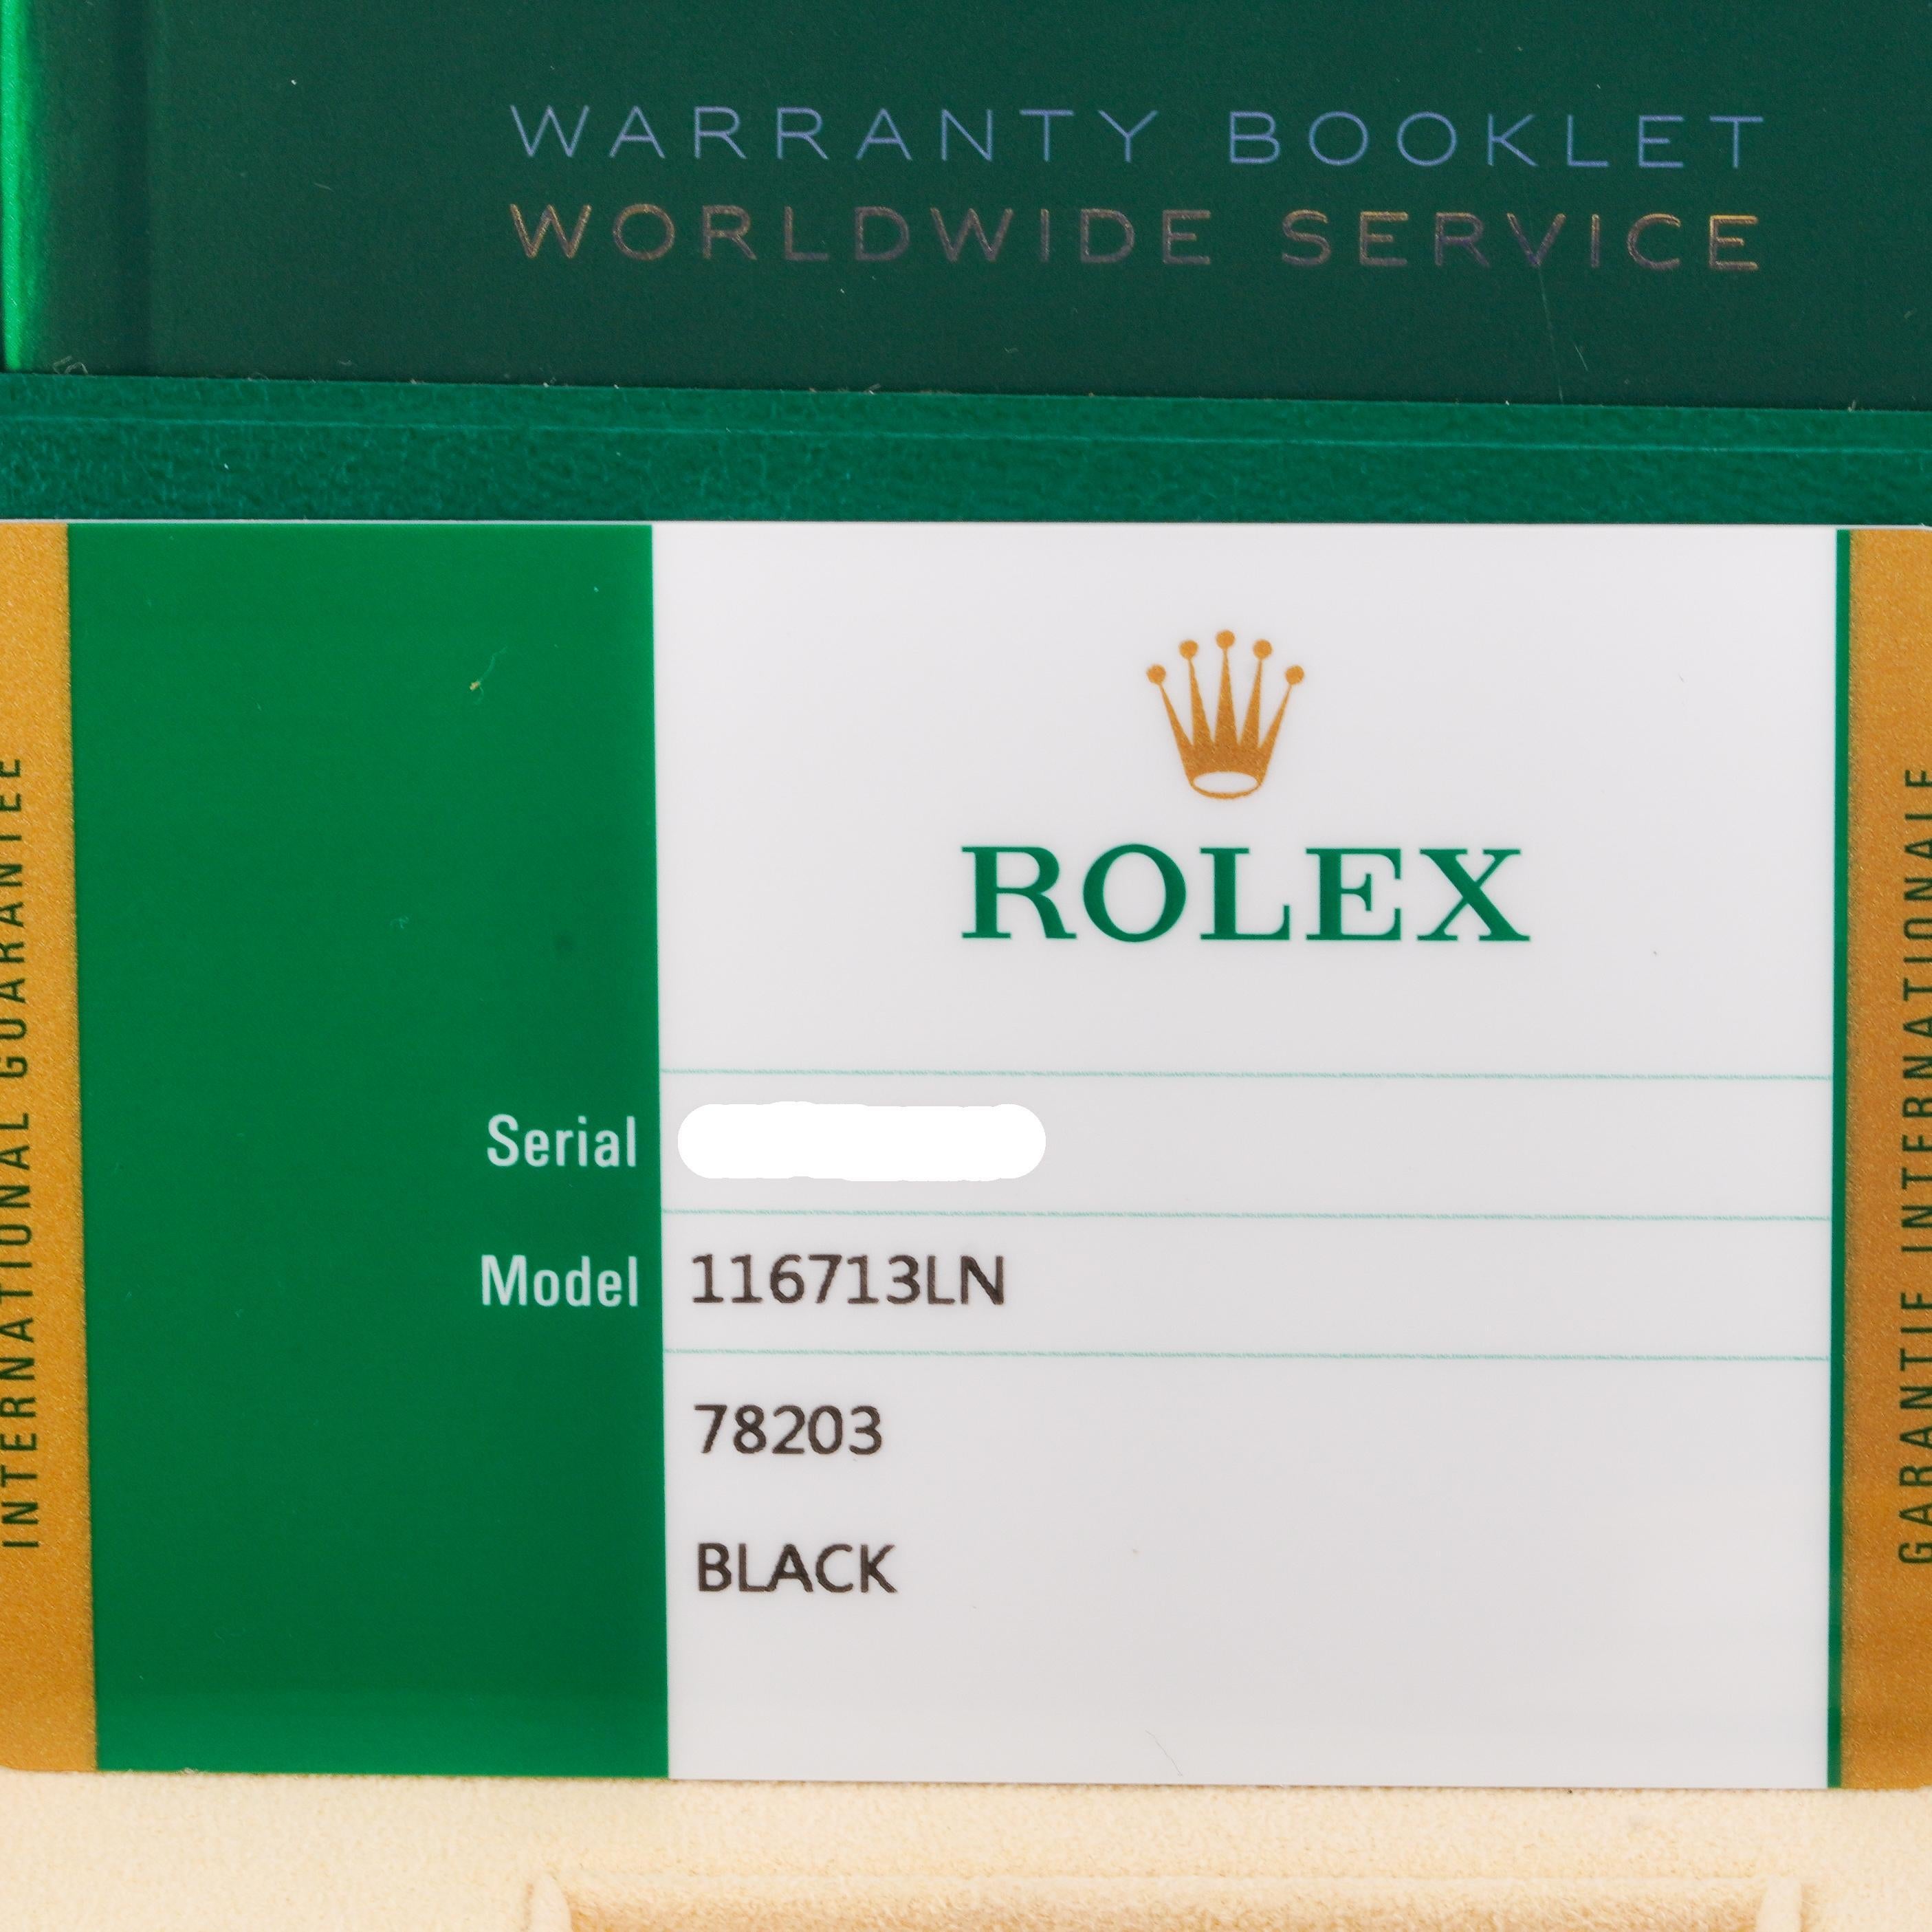 WARRANTY BOOKLET
WORLDWIDE SERVICE
INTERNATIONAL GUARANTEE
ROLEX
Serial
Model 116713LN
78203
BLACK
GARANTIE INTERNATIONALE